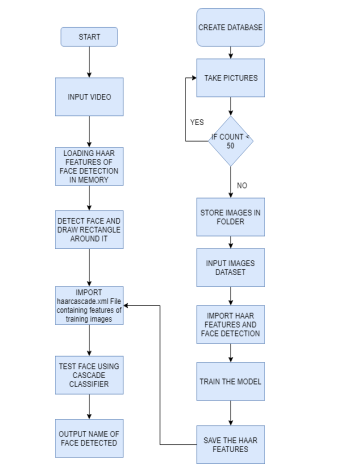 START
INPUT VIDEO
LOADING HAAR
FEATURES OF
FACE DETECTION
IN MEMORY
DETECT FACE AND
DRAW RECTANGLE
AROUND IT
IMPORT
haarcascade.xml File
containing features of
training images
TEST FACE USING
CASCADE
CLASSIFIER
OUTPUT NAME OF
FACE DETECTED
CREATE DATABASE
TAKE PICTURES
YES
IF COUNT <
50
NO
STORE IMAGES IN
FOLDER
INPUT IMAGES
DATASET
IMPORT HAAR
FEATURES AND
FACE DETECTION
TRAIN THE MODEL
SAVE THE HAAR
FEATURES